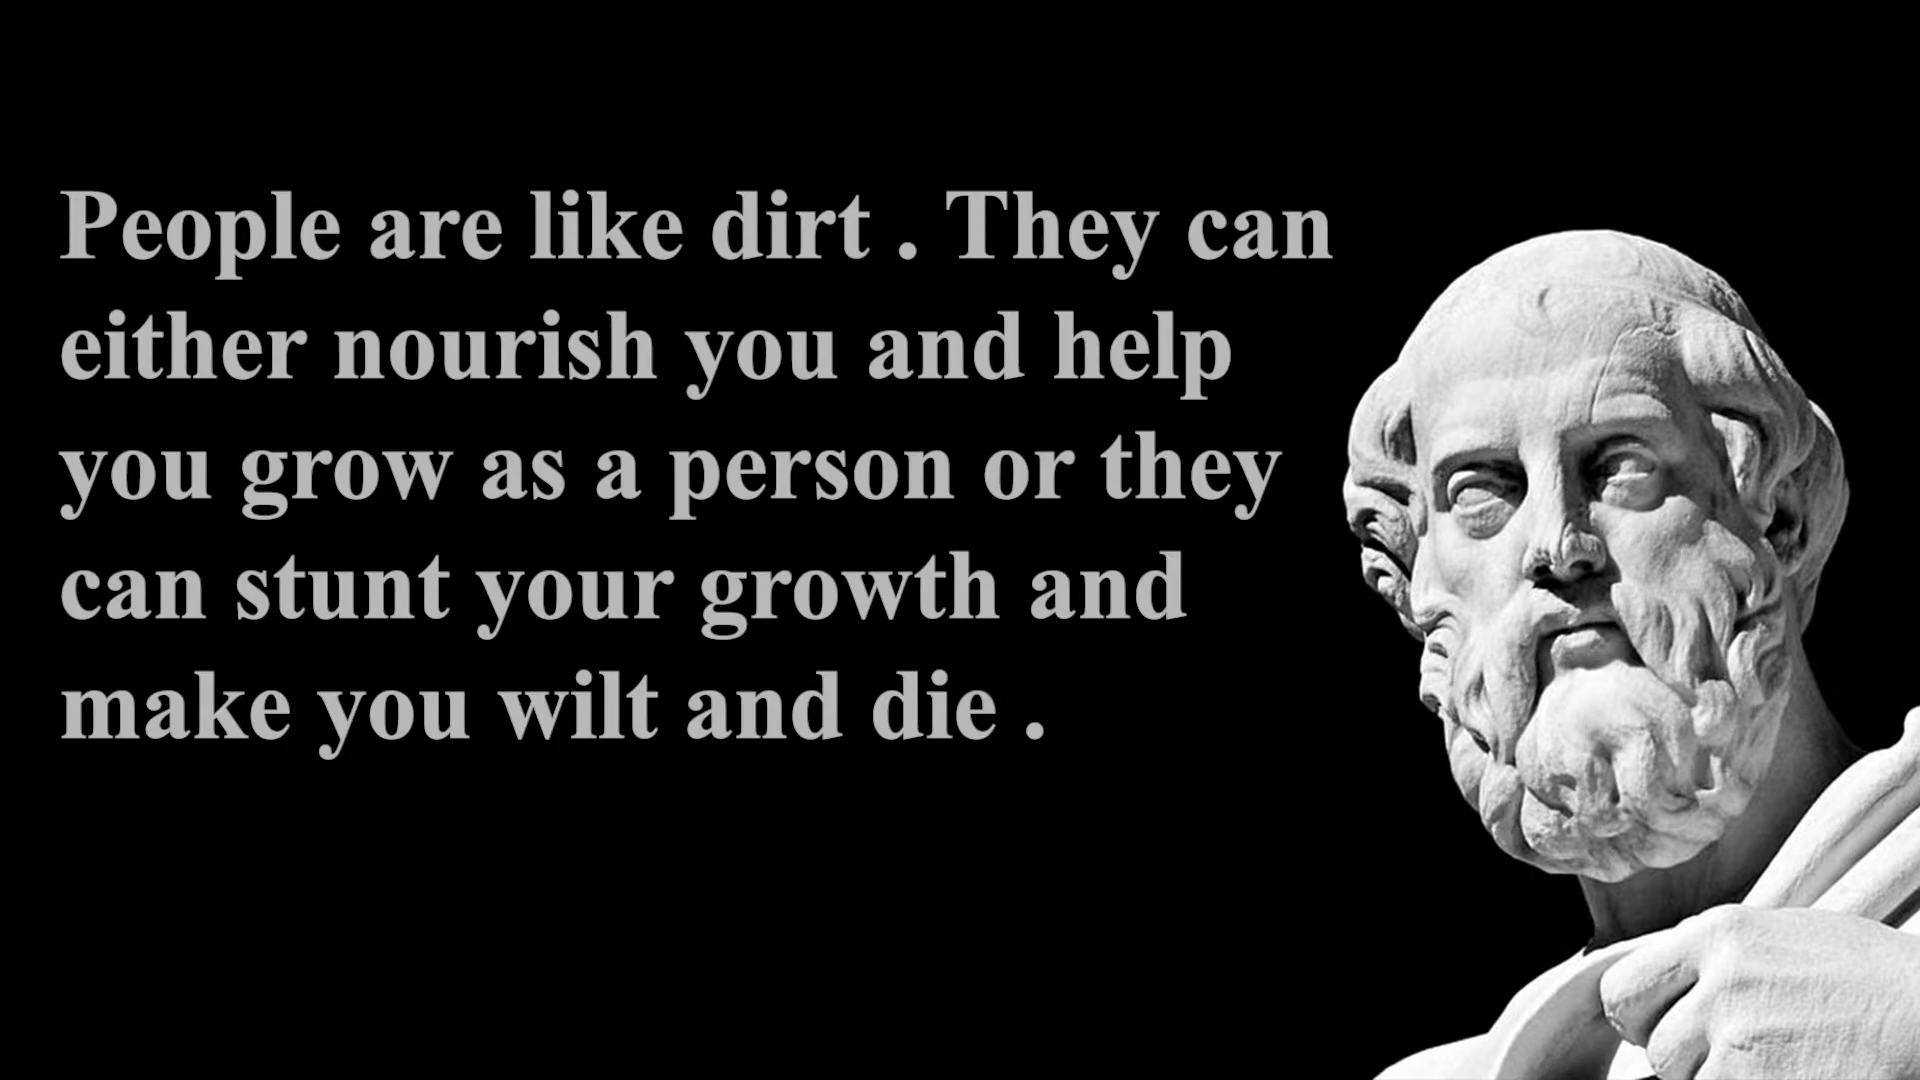 People are like dirt . They can
either nourish you and help
you grow as a person or they
can stunt your growth and
make you wilt and die .